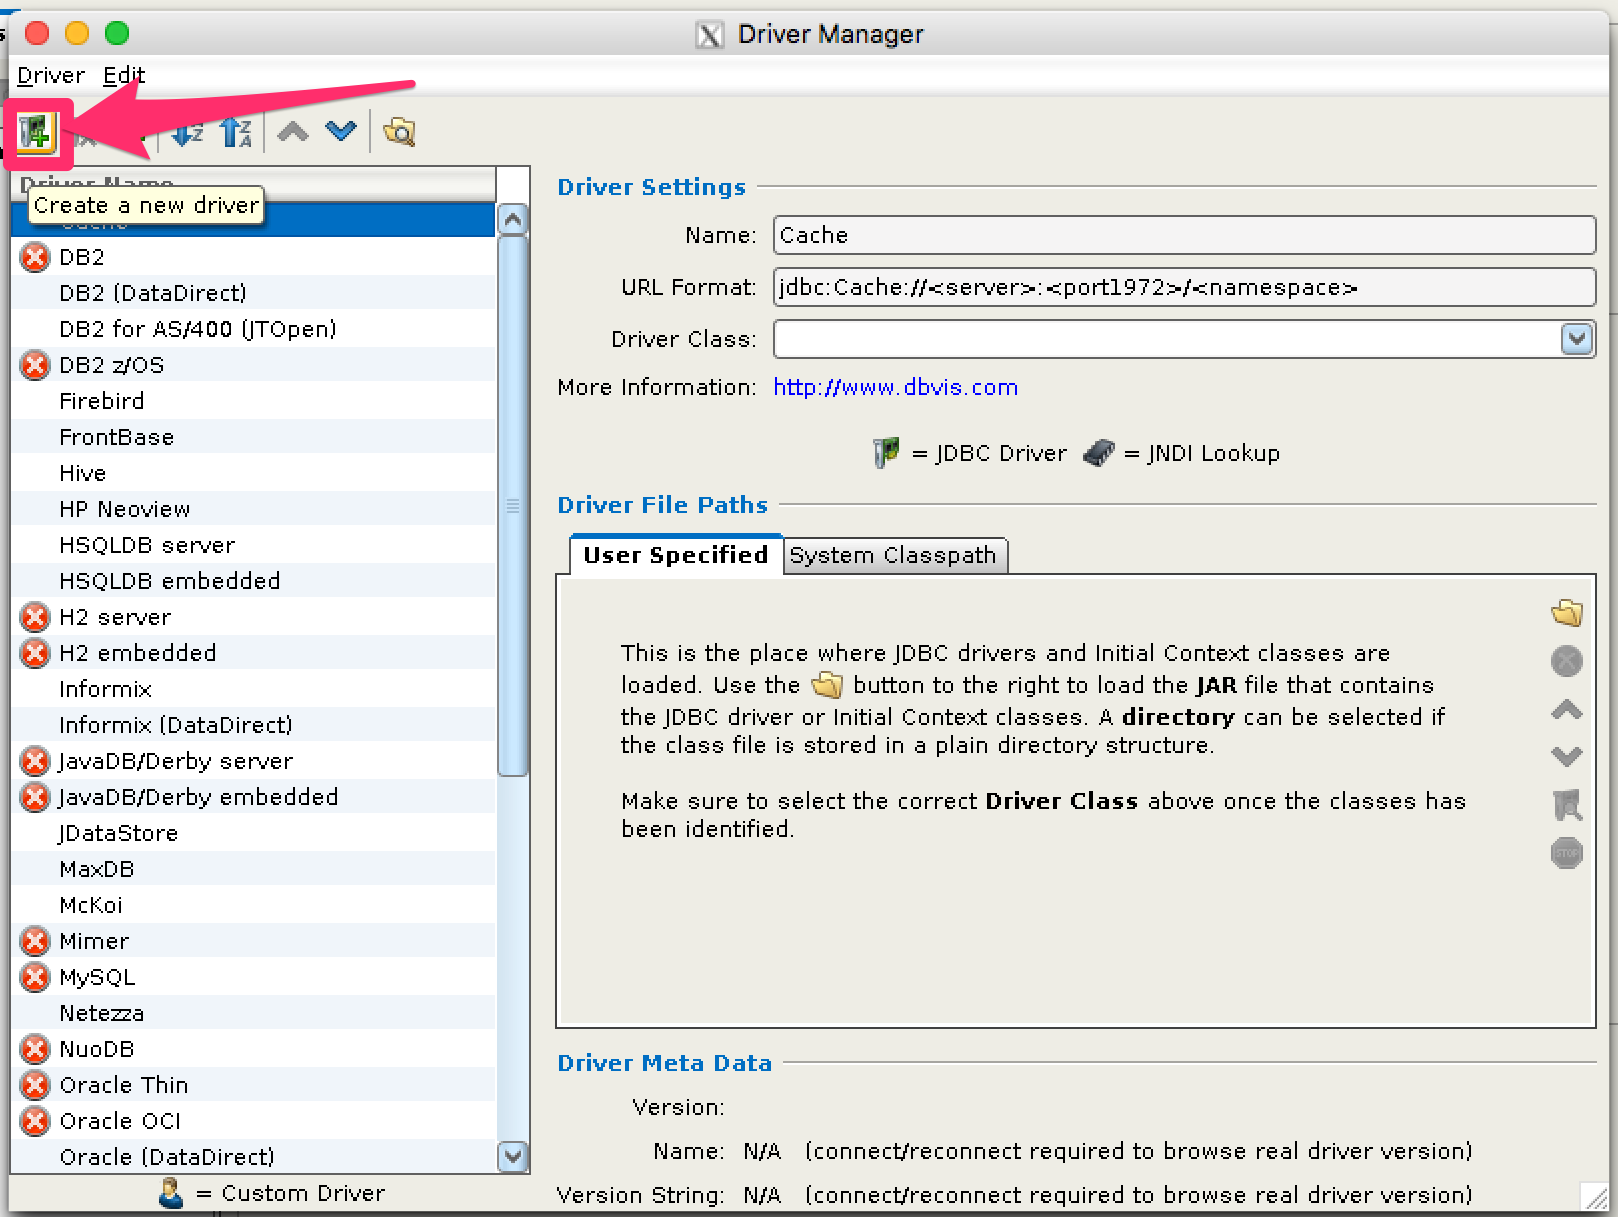 Driver Manager
Driver Edit
Driver Name
Create a new driver
Cache
DB2
DB2 (DataDirect)
DB2 for AS/400 (JTOpen)
DB2 z/OS
Firebird
FrontBase
Hive
HP Neoview
HSQLDB server
HSQLDB embedded
H2 server
H2 embedded
Informix
Informix (DataDirect)
JavaDB/Derby server
JavaDB/Derby embedded
JDataStore
MaxDB
McKoi
Mimer
MySQL
Netezza
NuoDB
Oracle Thin
Oracle OCI
Oracle (DataDirect)
= Custom Driver
Driver Settings
Name: Cache
URL Format: jdbc:Cache://<server>:<port1972>/<namespace>
Driver Class:
More Information: http://www.dbvis.com
= JDBC Driver = JNDI Lookup
Driver File Paths
User Specified System Classpath
This is the place where JDBC drivers and Initial Context classes are
loaded. Use the button to the right to load the JAR file that contains
the JDBC driver or Initial Context classes. A directory can be selected if
the class file is stored in a plain directory structure.
Make sure to select the correct Driver Class above once the classes has
been identified.
STOP
Driver Meta Data
Version:
Name: N/A (connect/reconnect required to browse real driver version)
Version String: N/A (connect/reconnect required to browse real driver version)